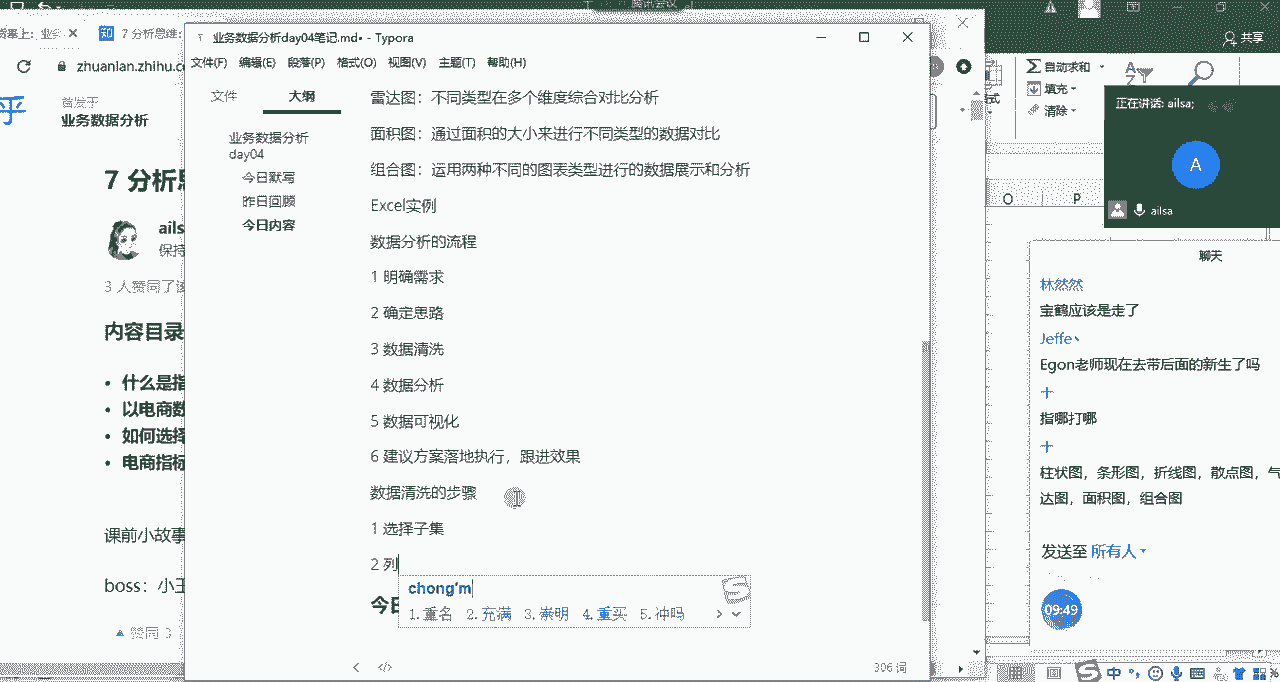 腾讯会议
业务数据分析day04笔记.md• - Typora
文件(F) 编辑(E) 段落(P) 格式(O) 视图(V) 主题(T) 帮助(H)
文件 大纲
业务数据分析
day04
今日默写
昨日回顾
今日内容
雷达图：不同类型在多个维度综合对比分析
面积图：通过面积的大小来进行不同类型的数据对比
组合图：运用两种不同的图表类型进行的数据展示和分析
Excel实例
数据分析的流程
1 明确需求
2 确定思路
3 数据清洗
4 数据分析
5 数据可视化
6 建议方案落地执行，跟进效果
数据清洗的步骤
1 选择子集
2 列
chong'm
1.重名 2.充满 3.崇明 4.重买 5.冲吗
今日
306 词
知 7 分析思维:
zhuanlan.zhihu.c
首发于
业务数据分析
7 分析思
ails
保持
3 人赞同了该
内容目录
• 什么是指
• 以电商数
• 如何选择
• 电商指标
课前小故事
boss：小王
赞同 3
共享
自动求和
填充
清除
O P
正在讲话: ailsa;
A
ailsa
聊天
林然然
宝鹤应该是走了
Jeffe
Egon老师现在去带后面的新生了吗
十
指哪打哪
十
柱状图，条形图，折线图，散点图，气
达图，面积图，组合图
发送至 所有人
09:49
中